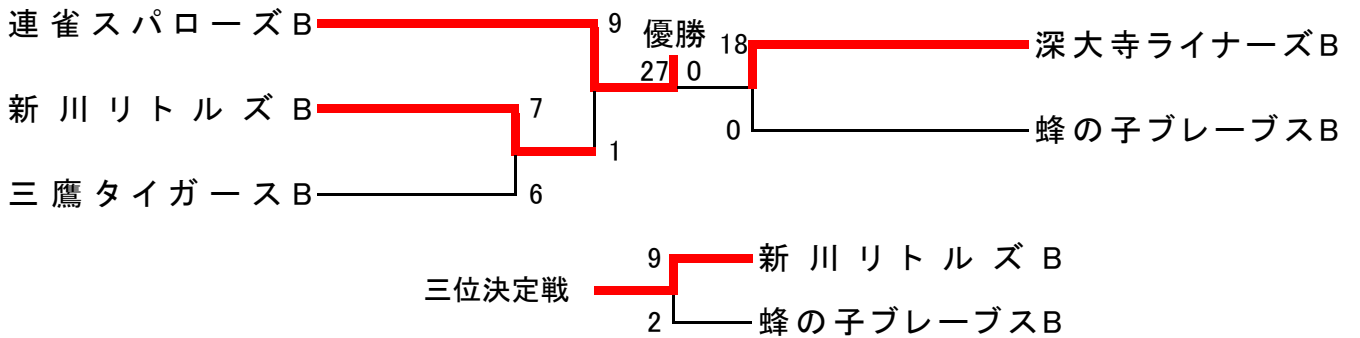 連雀スパローズB 9 優勝 18 深大寺ライナーズB
27 0
新川リトルズB 7 0 蜂の子ブレーブスB
1
三鷹タイガースB 6
9 新川リトルズB
三位決定戦
2 蜂の子ブレーブスB